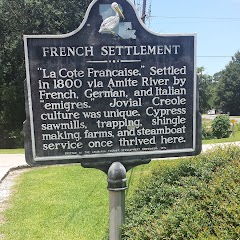 FRENCH SETTLEMENT
"La Cote Francaise." Settled
in 1800 via Amite River by
French, German, and Italian
"emigres." Jovial Creole
culture was unique. Cypress
sawmills, trapping, shingle
making, farms, and steamboat
service once thrived here.